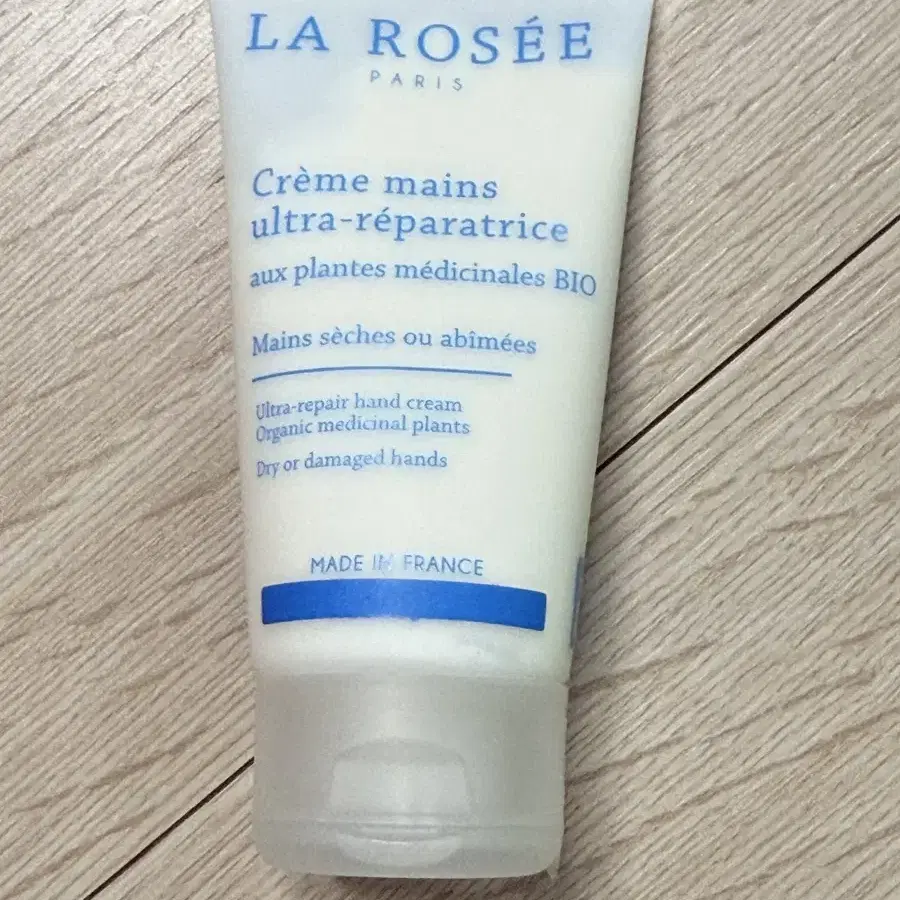 LA ROSÉE
PARIS
Crème mains
ultra-réparatrice
aux plantes médicinales BIO
Mains sèches ou abîmées
Ultra-repair hand cream
Organic medicinal plants
Dry or damaged hands
MADE IN FRANCE